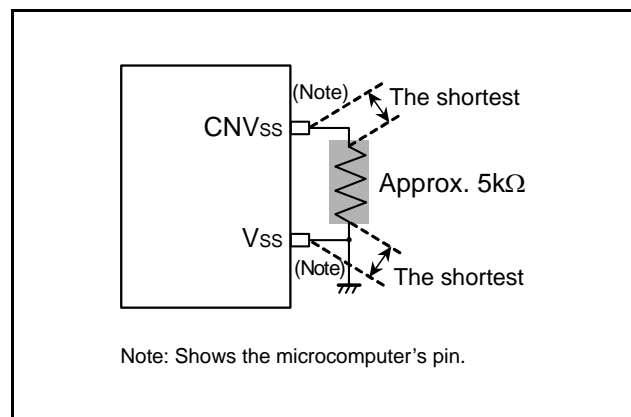 (Note)
The shortest
CNVss
Approx. 5kΩ
Vss
(Note)
The shortest
Note: Shows the microcomputer's pin.